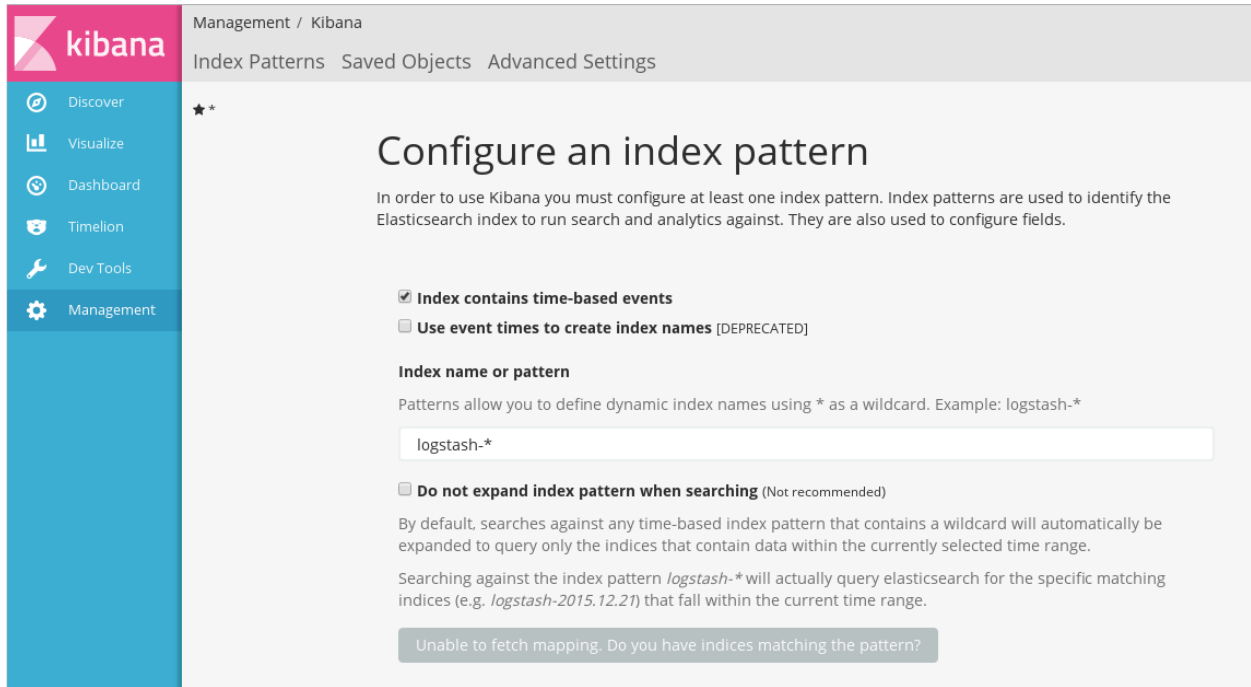 kibana
Management / Kibana
Index Patterns Saved Objects Advanced Settings
Discover
Visualize
Dashboard
Timelion
Dev Tools
Management
★ *
Configure an index pattern
In order to use Kibana you must configure at least one index pattern. Index patterns are used to identify the
Elasticsearch index to run search and analytics against. They are also used to configure fields.
Index contains time-based events
Use event times to create index names [DEPRECATED]
Index name or pattern
Patterns allow you to define dynamic index names using * as a wildcard. Example: logstash-*
logstash-*
Do not expand index pattern when searching (Not recommended)
By default, searches against any time-based index pattern that contains a wildcard will automatically be
expanded to query only the indices that contain data within the currently selected time range.
Searching against the index pattern logstash-* will actually query elasticsearch for the specific matching
indices (e.g. logstash-2015.12.21) that fall within the current time range.
Unable to fetch mapping. Do you have indices matching the pattern?